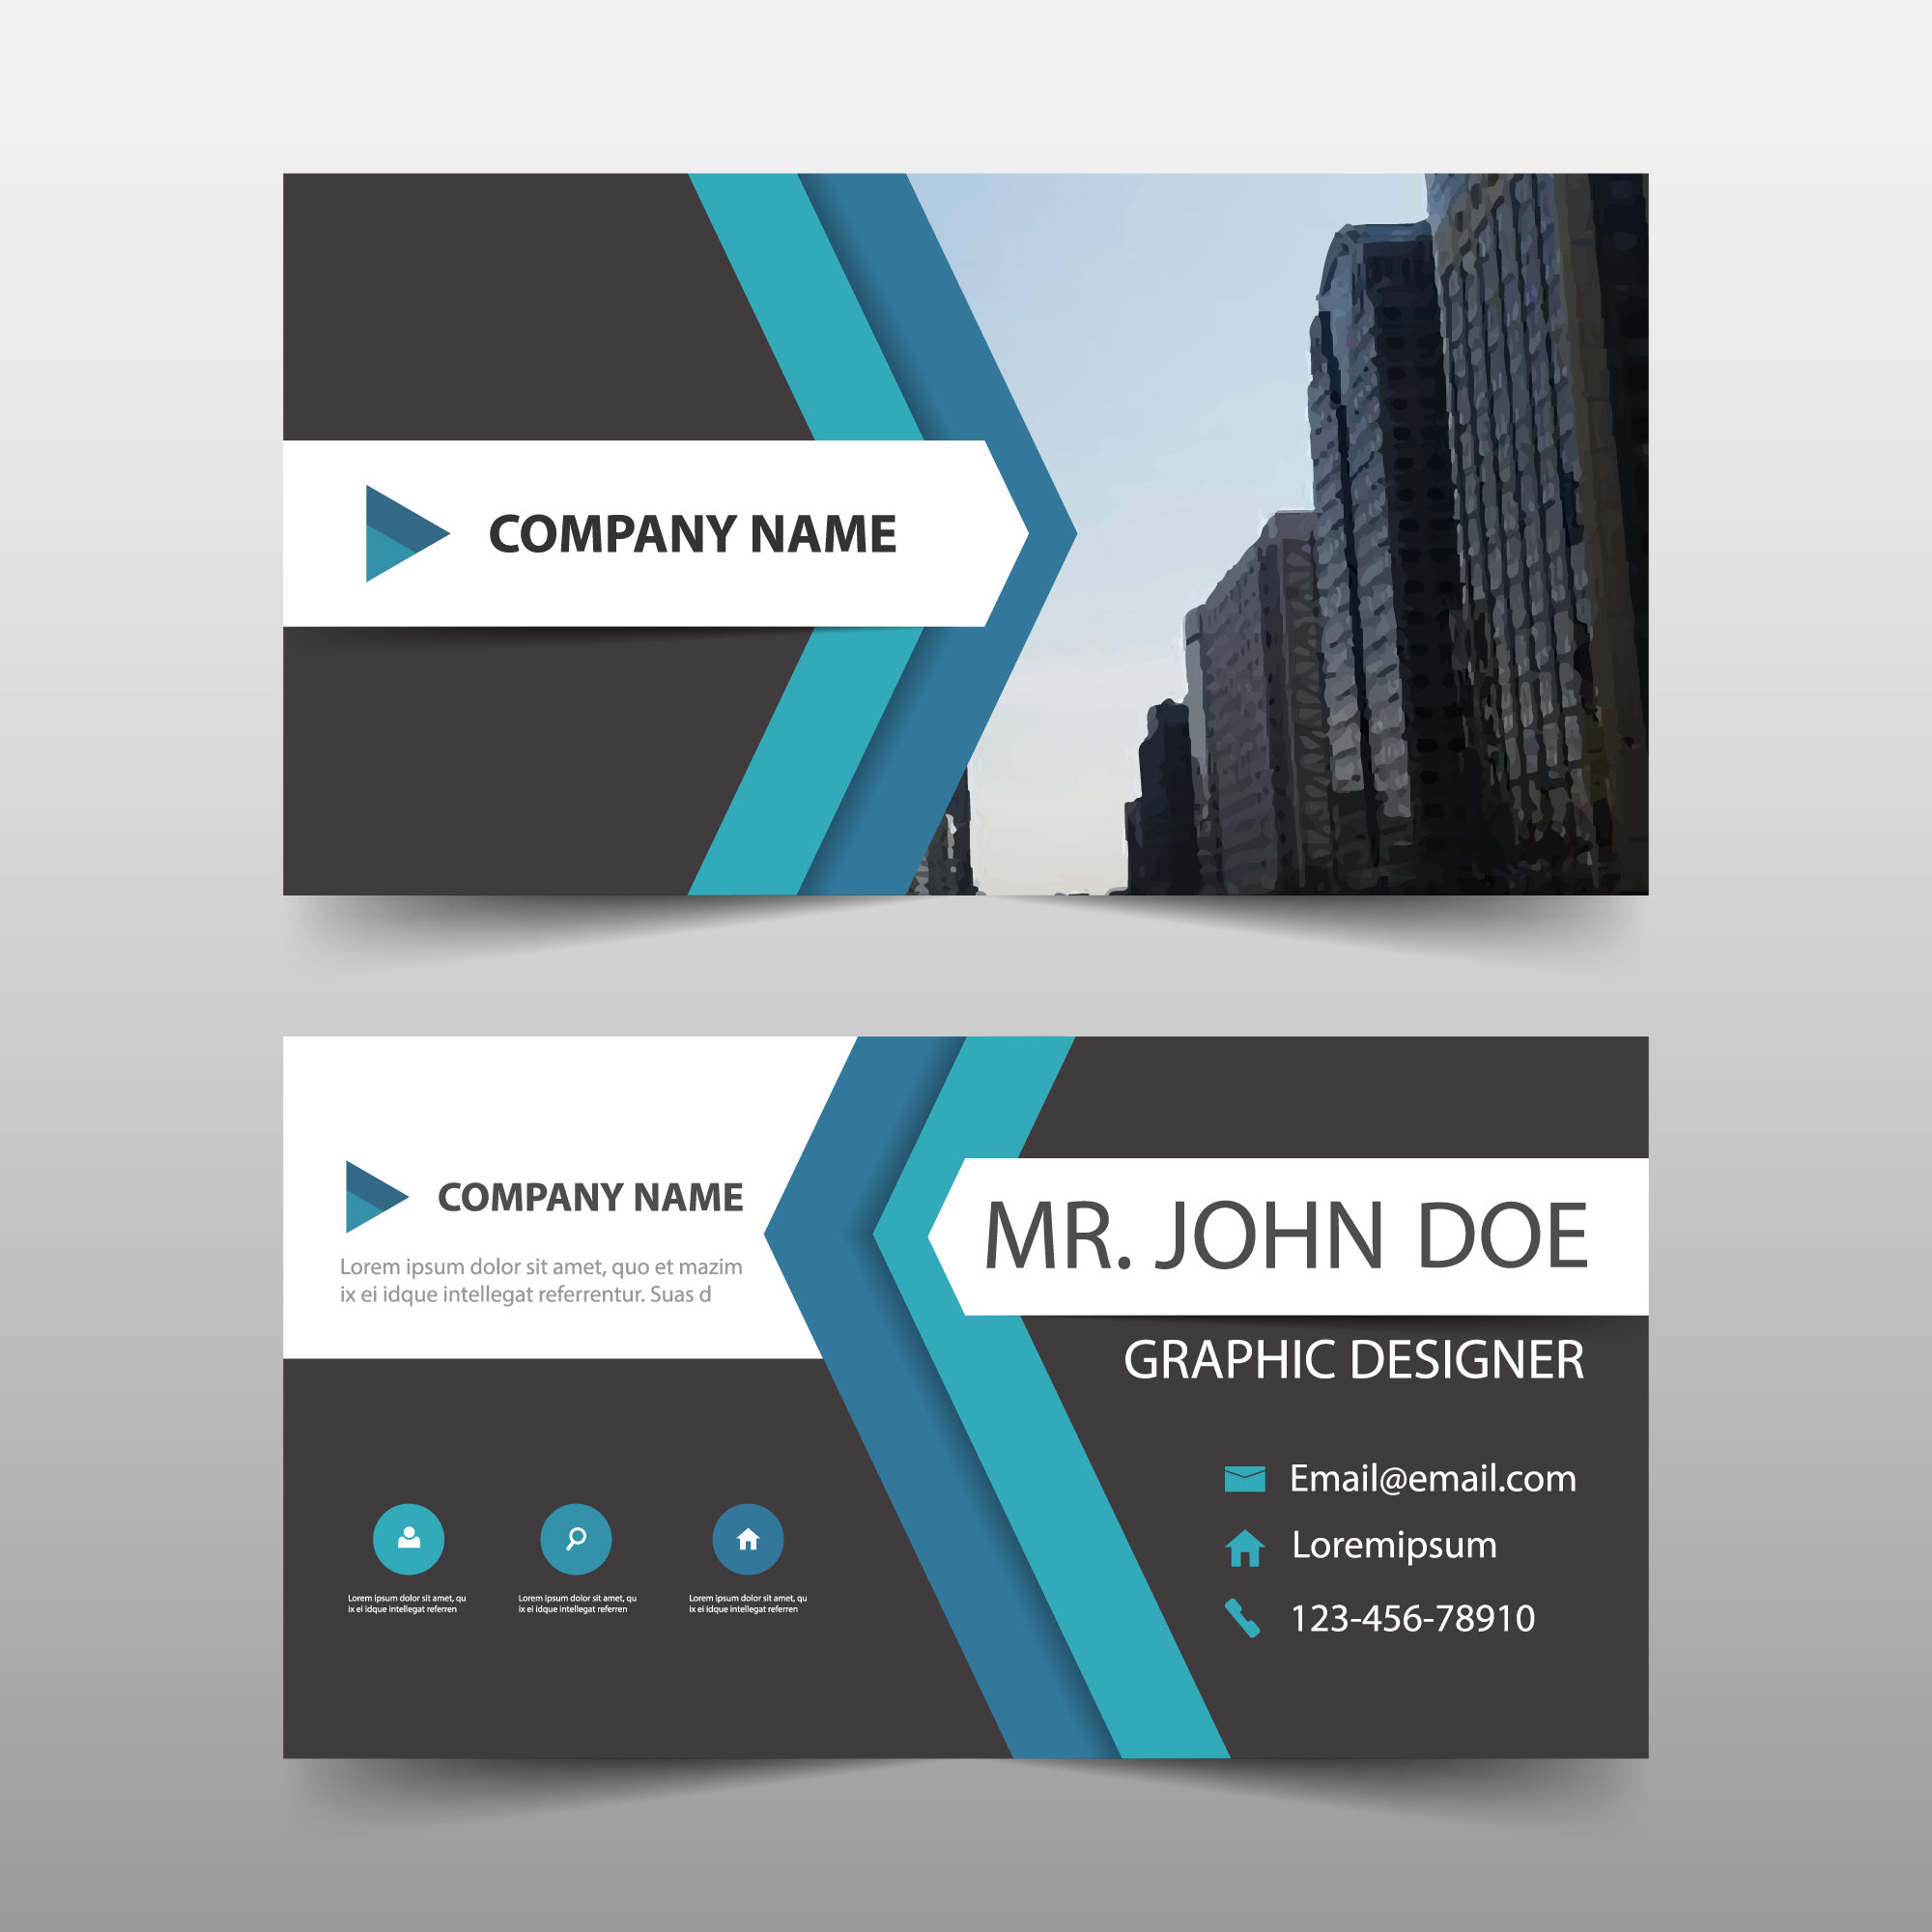 COMPANY NAME
COMPANY NAME
Lorem ipsum dolor sit amet, quo et mazim
ix ei idque intellegat referrentur. Suas d
Lorem ipsum dolor sit amet, qu
ix ei idque intellegat referren
Lorem ipsum dolor sit amet, qu
ix ei idque intellegat referren
Lorem ipsum dolor sit amet, qu
ix ei idque intellegat referren
MR. JOHN DOE
GRAPHIC DESIGNER
Email@email.com
Loremipsum
123-456-78910